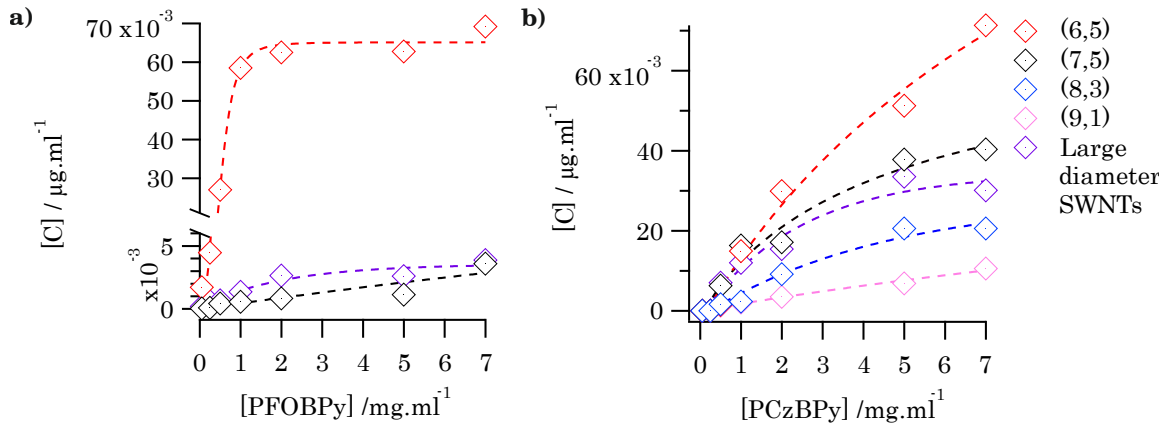 a)
70 x10⁻³
60
50
40
30
5
0
x10⁻³
[C] / µg.ml⁻¹
0 1 2 3 4 5 6 7
[PFOBPy] /mg.ml⁻¹
b)
60 x10⁻³
40
20
0
[C] / µg.ml⁻¹
0 1 2 3 4 5 6 7
[PCzBPy] /mg.ml⁻¹
(6,5)
(7,5)
(8,3)
(9,1)
Large
diameter
SWNTs